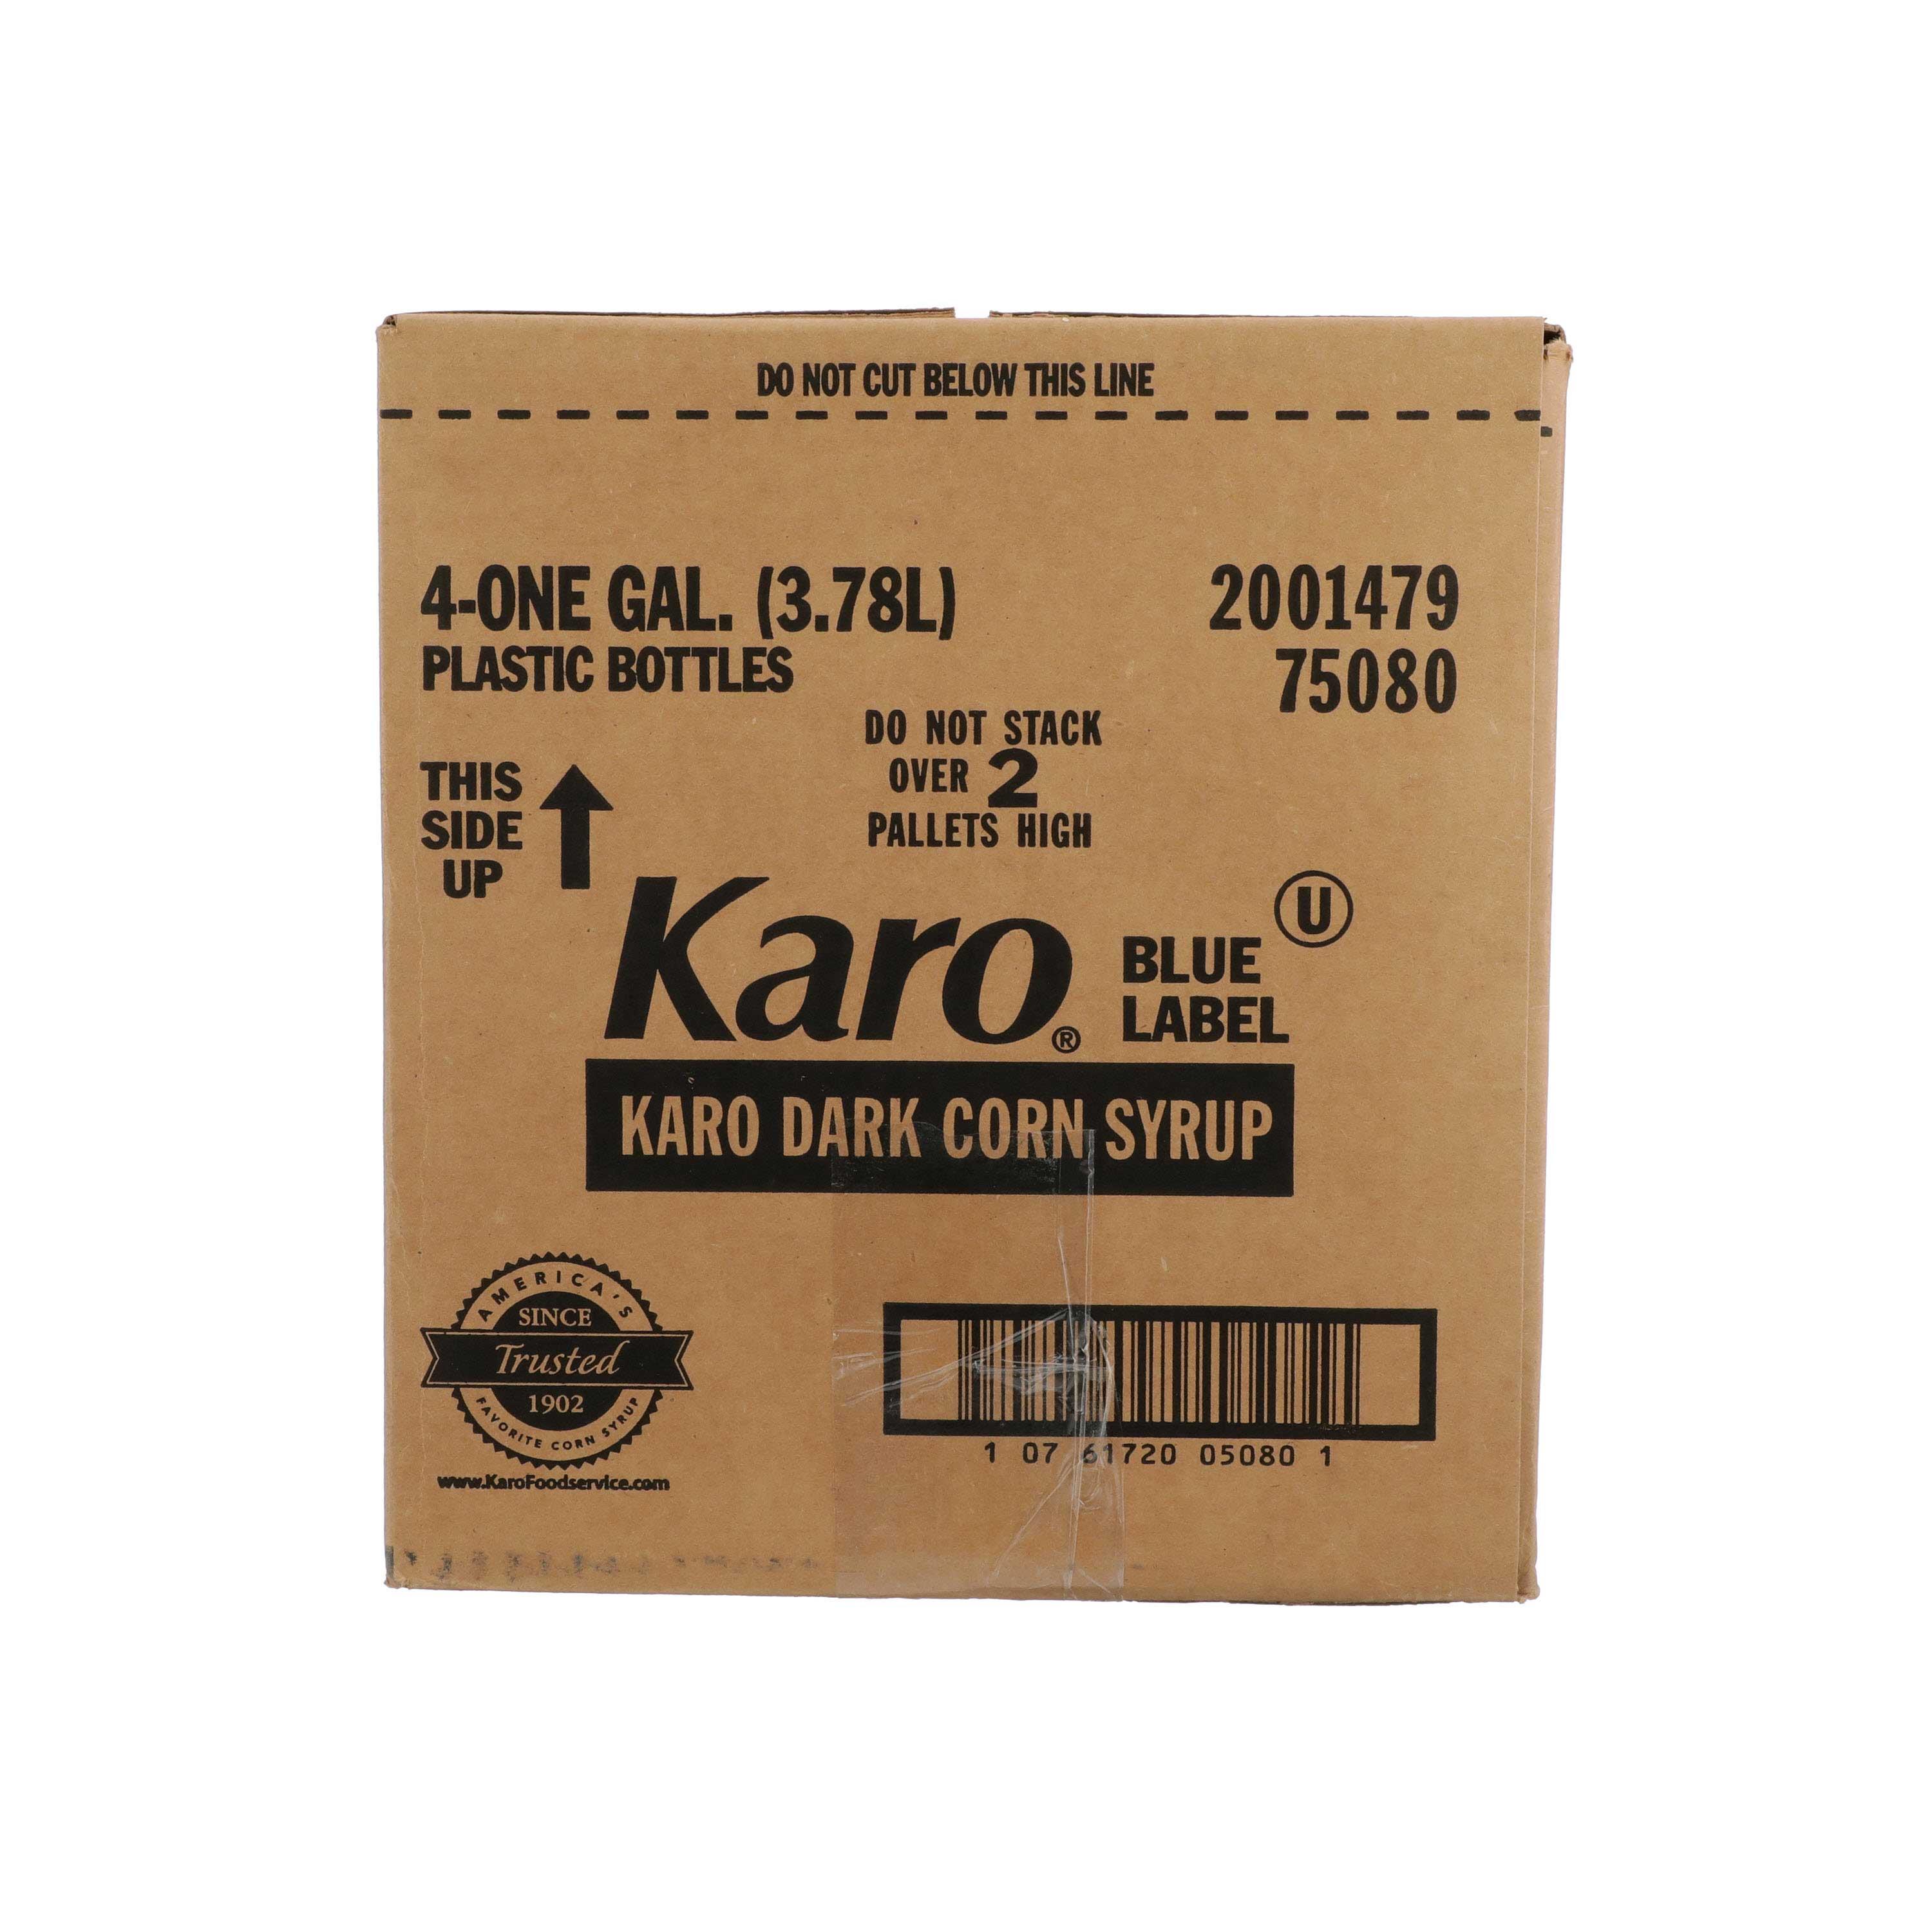 DO NOT CUT BELOW THIS LINE
4-ONE GAL. (3.78L)
PLASTIC BOTTLES
2001479
75080
DO NOT STACK
OVER 2
PALLETS HIGH
THIS
SIDE
UP
Karo®
BLUE
LABEL
U
KARO DARK CORN SYRUP
AMERICA'S
SINCE
Trusted
1902
FAVORITE CORN SYRUP
www.KaroFoodservice.com
1 07 61720 05080 1